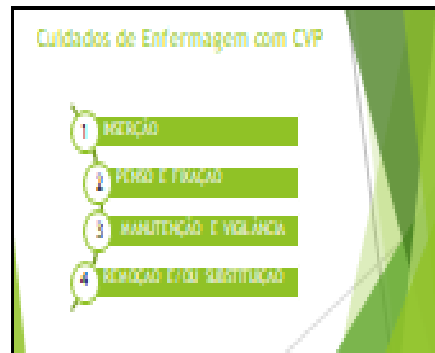 Cuidados de Enfermagem com CVP
1 INSERÇÃO
2 PENSO E FIXAÇÃO
3 MANUTENÇÃO E VIGILÂNCIA
4 REMOÇÃO E/OU SUBSTITUIÇÃO